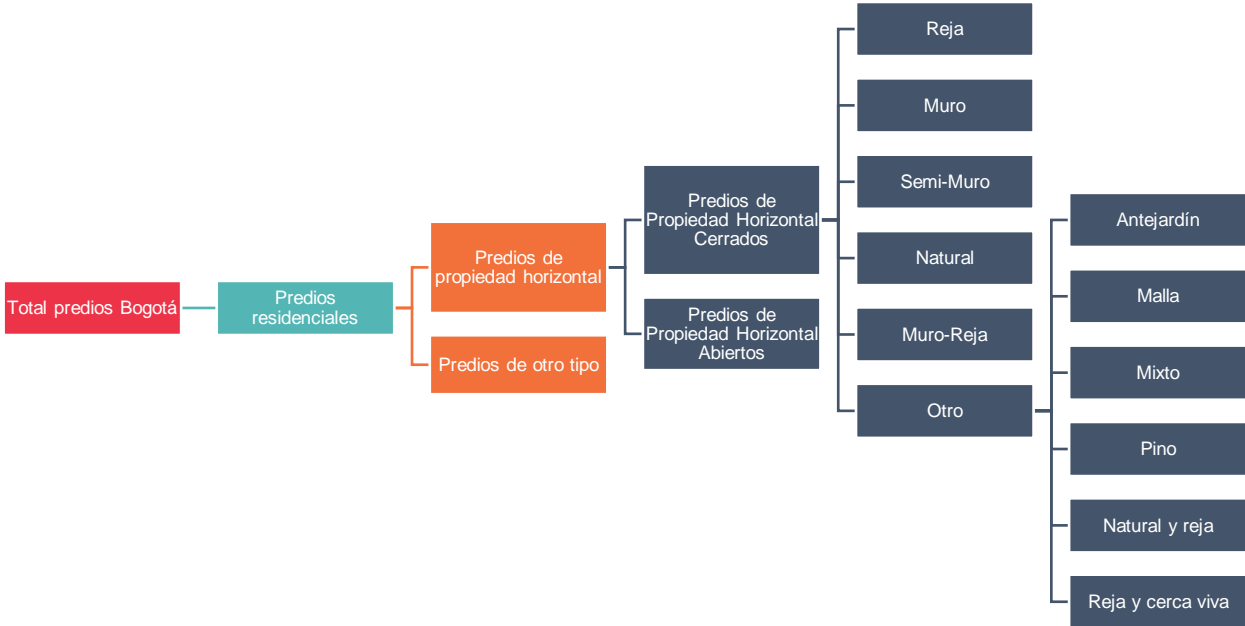 Total predios Bogotá
Predios
residenciales
Predios de
propiedad horizontal
Predios de otro tipo
Predios de
Propiedad Horizontal
Cerrados
Predios de
Propiedad Horizontal
Abiertos
Reja
Muro
Semi-Muro
Natural
Muro-Reja
Otro
Antejardín
Malla
Mixto
Pino
Natural y reja
Reja y cerca viva